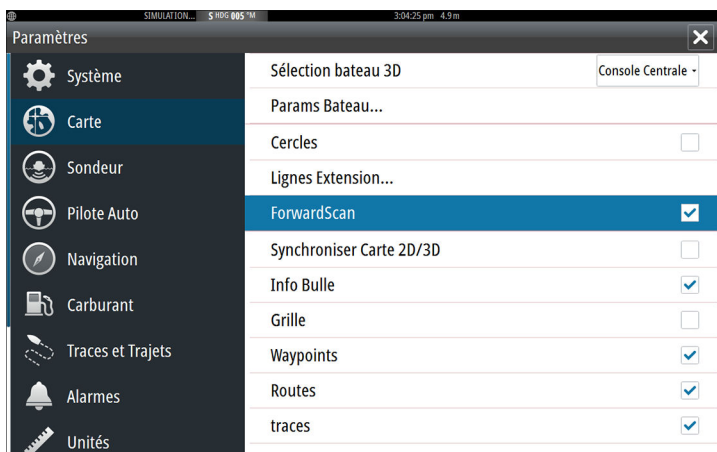 SIMULATION... S HDG 005 °M 3:04:25 pm 4.9 m
Paramètres
Système
Carte
Sondeur
Pilote Auto
Navigation
Carburant
Traces et Trajets
Alarmes
Unités
Sélection bateau 3D Console Centrale
Params Bateau...
Cercles
Lignes Extension...
ForwardScan
Synchroniser Carte 2D/3D
Info Bulle
Grille
Waypoints
Routes
traces